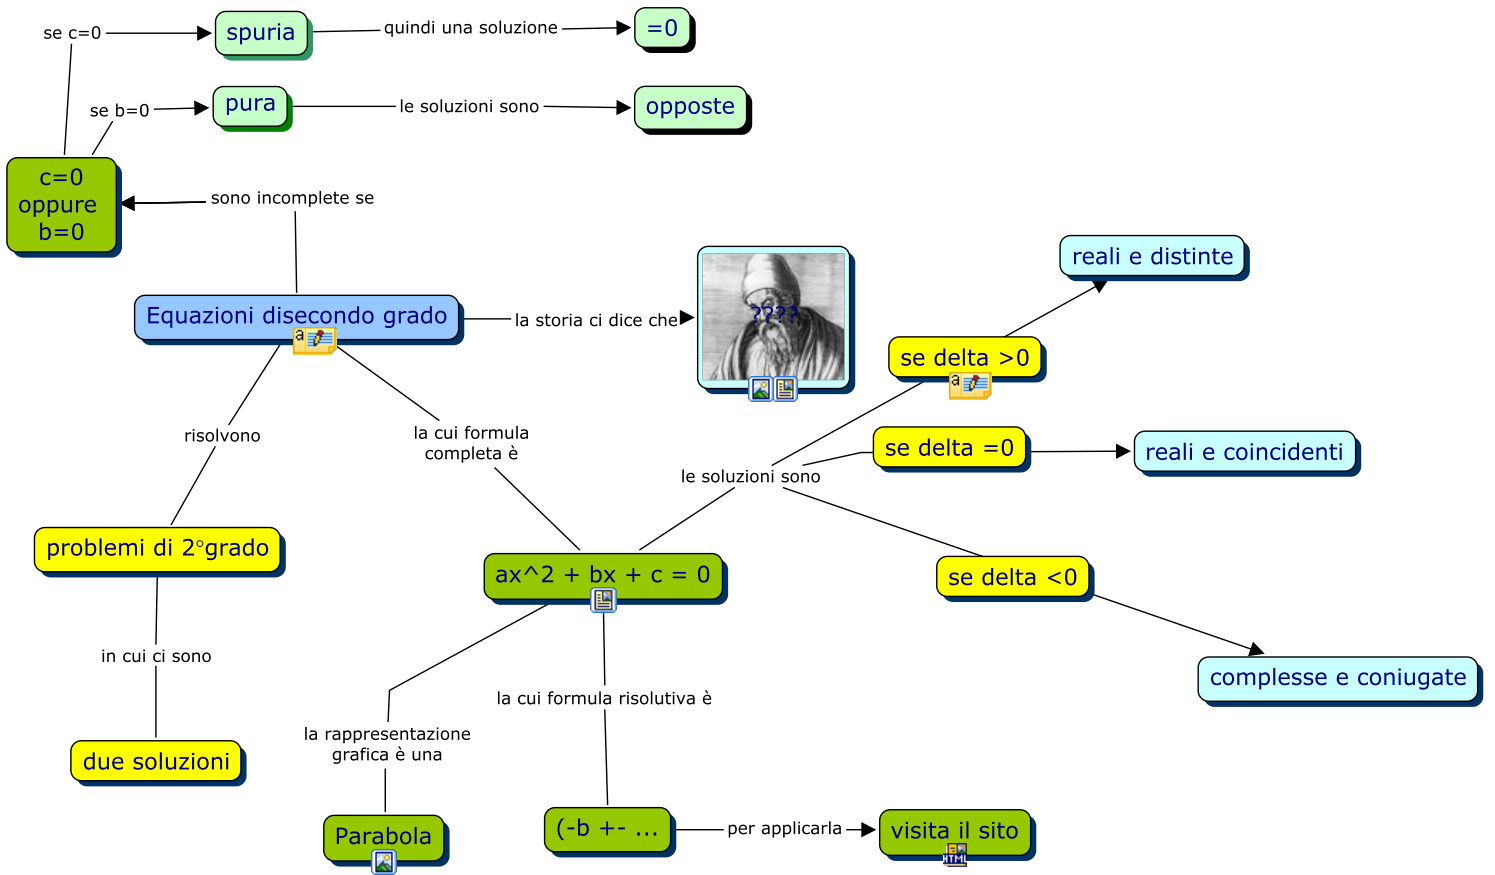 se c=0
spuria
quindi una soluzione
=0
se b=0
pura
le soluzioni sono
opposte
c=0
oppure
b=0
sono incomplete se
Equazioni disecondo grado
a
la storia ci dice che
????
reali e distinte
se delta >0
a
risolvono
la cui formula
completa è
le soluzioni sono
se delta =0
reali e coincidenti
problemi di 2°grado
ax^2 + bx + c = 0
se delta <0
complesse e coniugate
in cui ci sono
la cui formula risolutiva è
la rappresentazione
grafica è una
due soluzioni
Parabola
(-b +- ...
per applicarla
visita il sito
HTML